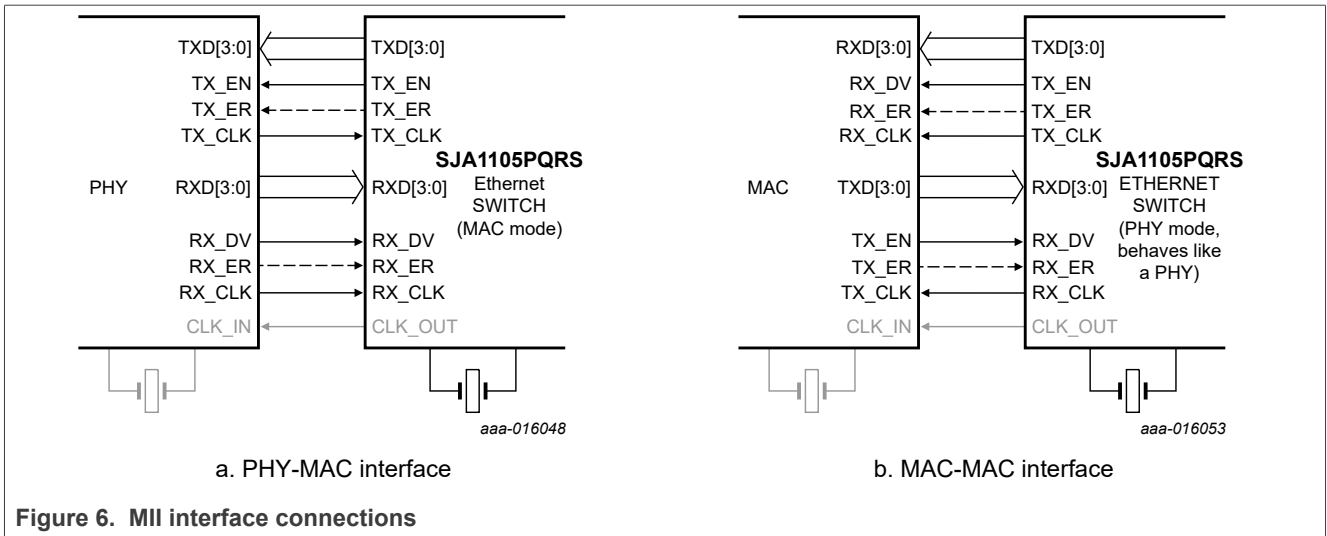 TXD[3:0] TXD[3:0]
TX_EN TX_EN
TX_ER TX_ER
TX_CLK TX_CLK
SJA1105PQRS
Ethernet
SWITCH
(MAC mode)
PHY RXD[3:0] RXD[3:0]
RX_DV RX_DV
RX_ER RX_ER
RX_CLK RX_CLK
CLK_IN CLK_OUT
aaa-016048
a. PHY-MAC interface
RXD[3:0] TXD[3:0]
RX_DV TX_EN
RX_ER TX_ER
RX_CLK TX_CLK
SJA1105PQRS
ETHERNET
SWITCH
(PHY mode,
behaves like
a PHY)
MAC TXD[3:0] RXD[3:0]
TX_EN RX_DV
TX_ER RX_ER
TX_CLK RX_CLK
CLK_IN CLK_OUT
aaa-016053
b. MAC-MAC interface
Figure 6. MII interface connections